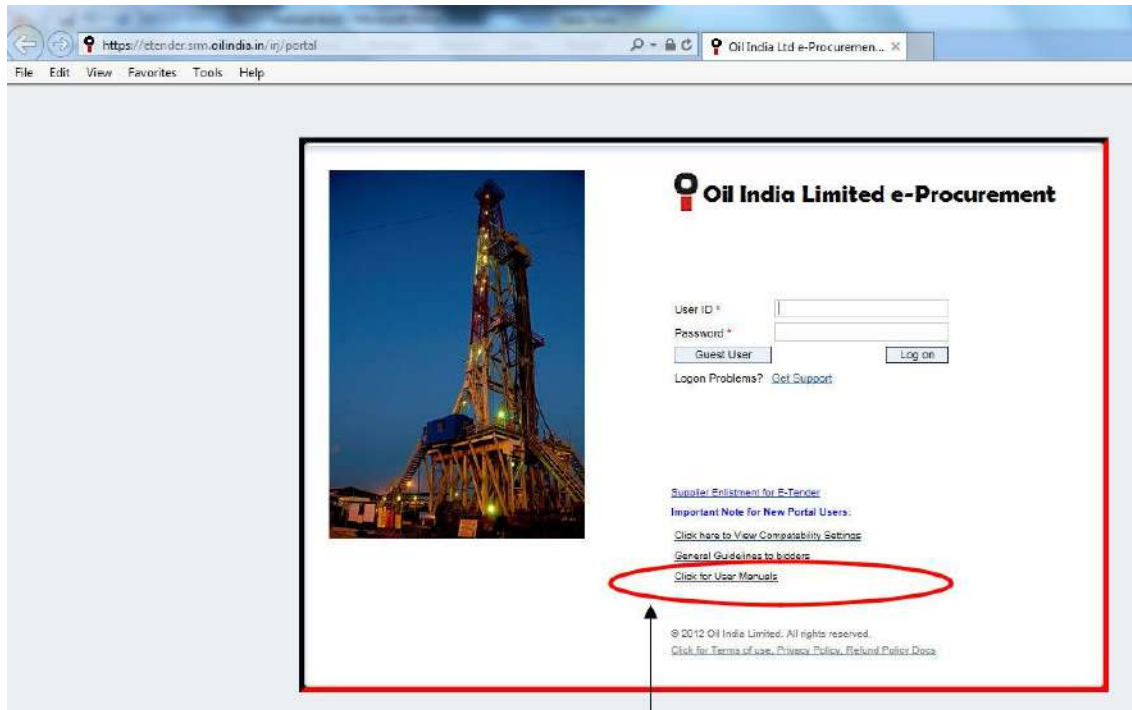 https://etender.srm.oilindia.in/irj/portal
Oil India Ltd e-Procuremen...
File Edit View Favorites Tools Help
Oil India Limited e-Procurement
User ID *
Password *
Guest User Log on
Logon Problems? Get Support
Supplier Enlistment for E-Tender
Important Note for New Portal Users:
Click here to View Compatability Settings
General Guidelines to bidders
Click for User Manuals
© 2012 Oil India Limited. All rights reserved.
Click for Terms of use, Privacy Policy, Refund Policy Docs